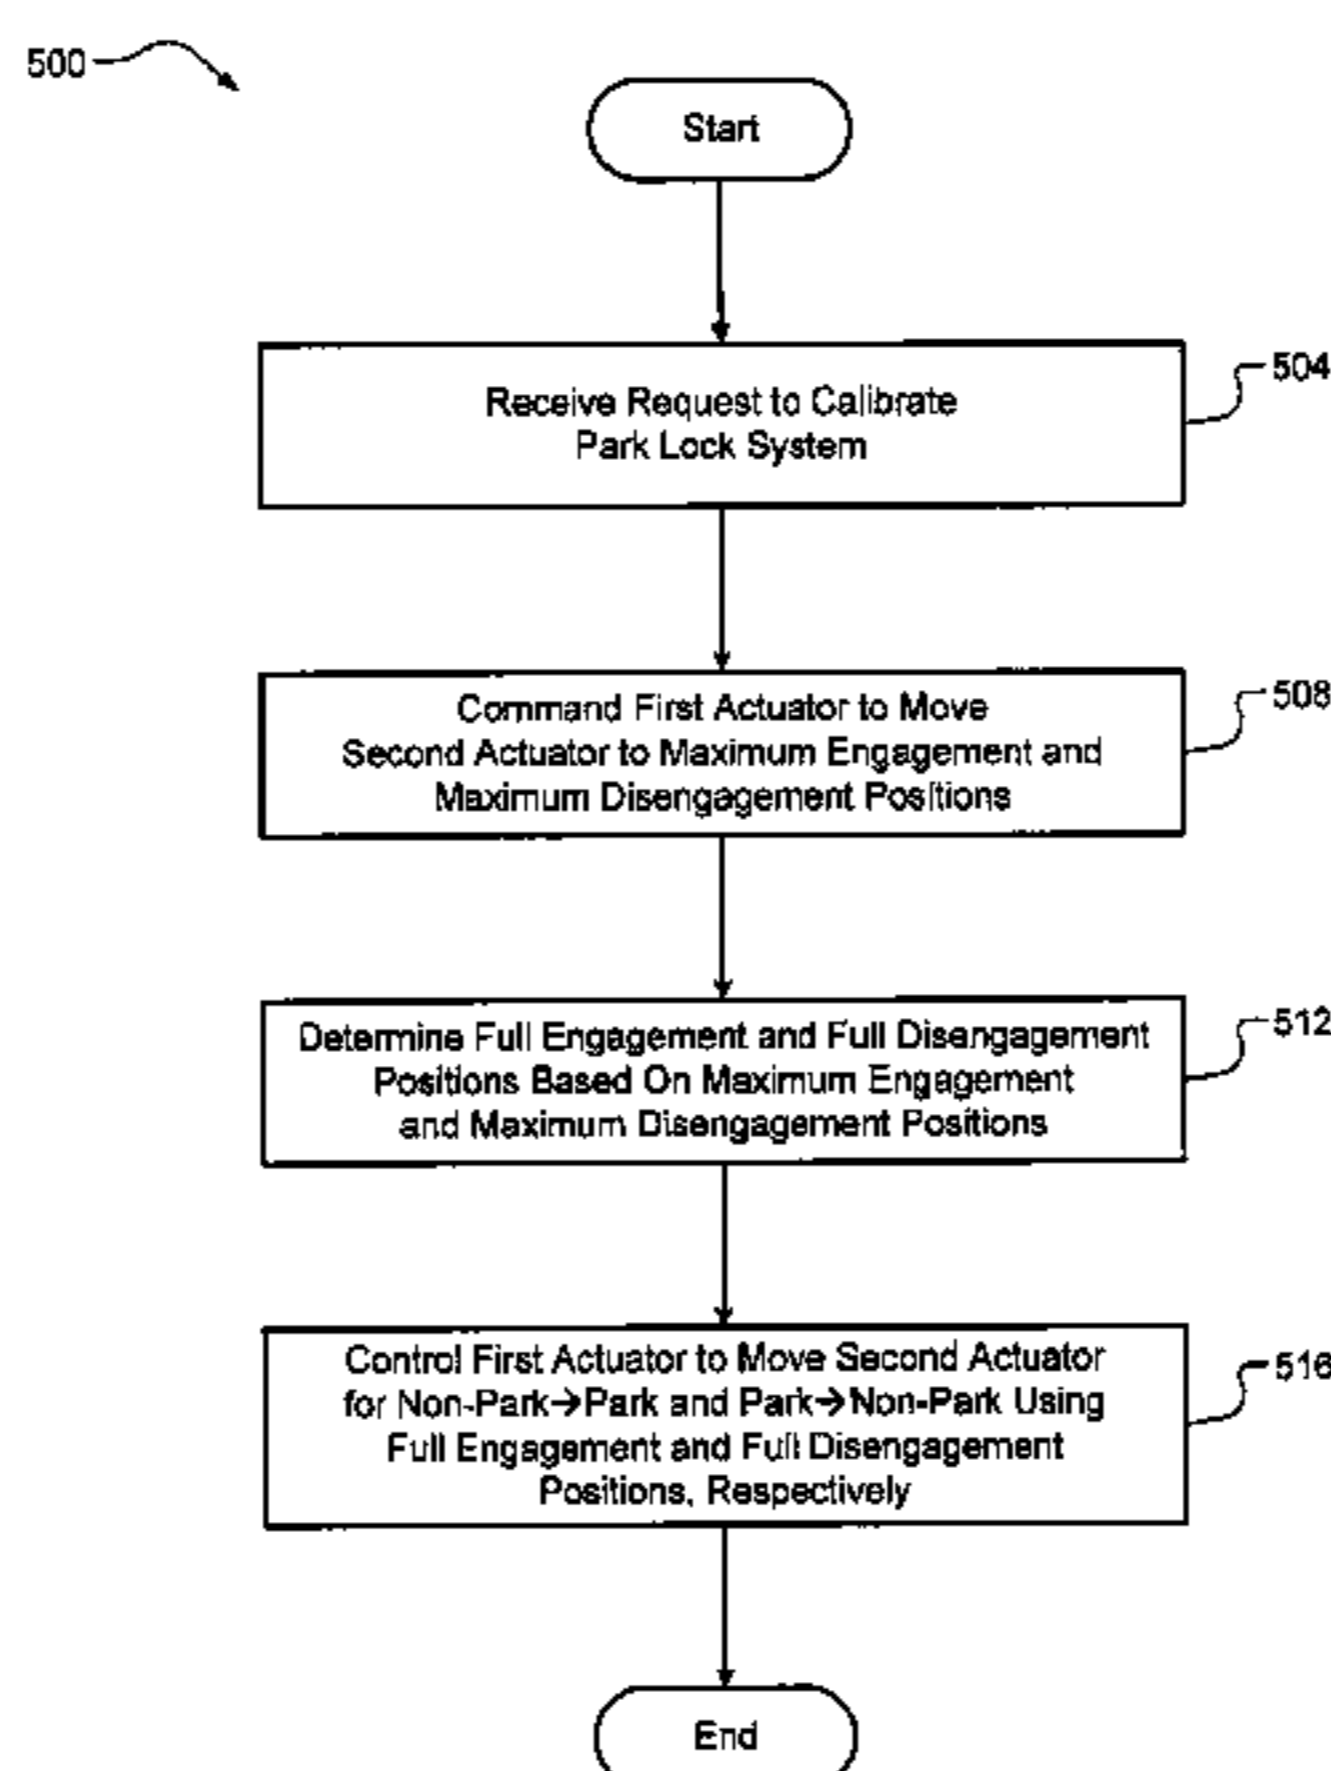 500
Start
Receive Request to Calibrate
Park Lock System
504
Command First Actuator to Move
Second Actuator to Maximum Engagement and
Maximum Disengagement Positions
508
Determine Full Engagement and Full Disengagement
Positions Based On Maximum Engagement
and Maximum Disengagement Positions
512
Control First Actuator to Move Second Actuator
for Non-Park→Park and Park→Non-Park Using
Full Engagement and Full Disengagement
Positions, Respectively
516
End